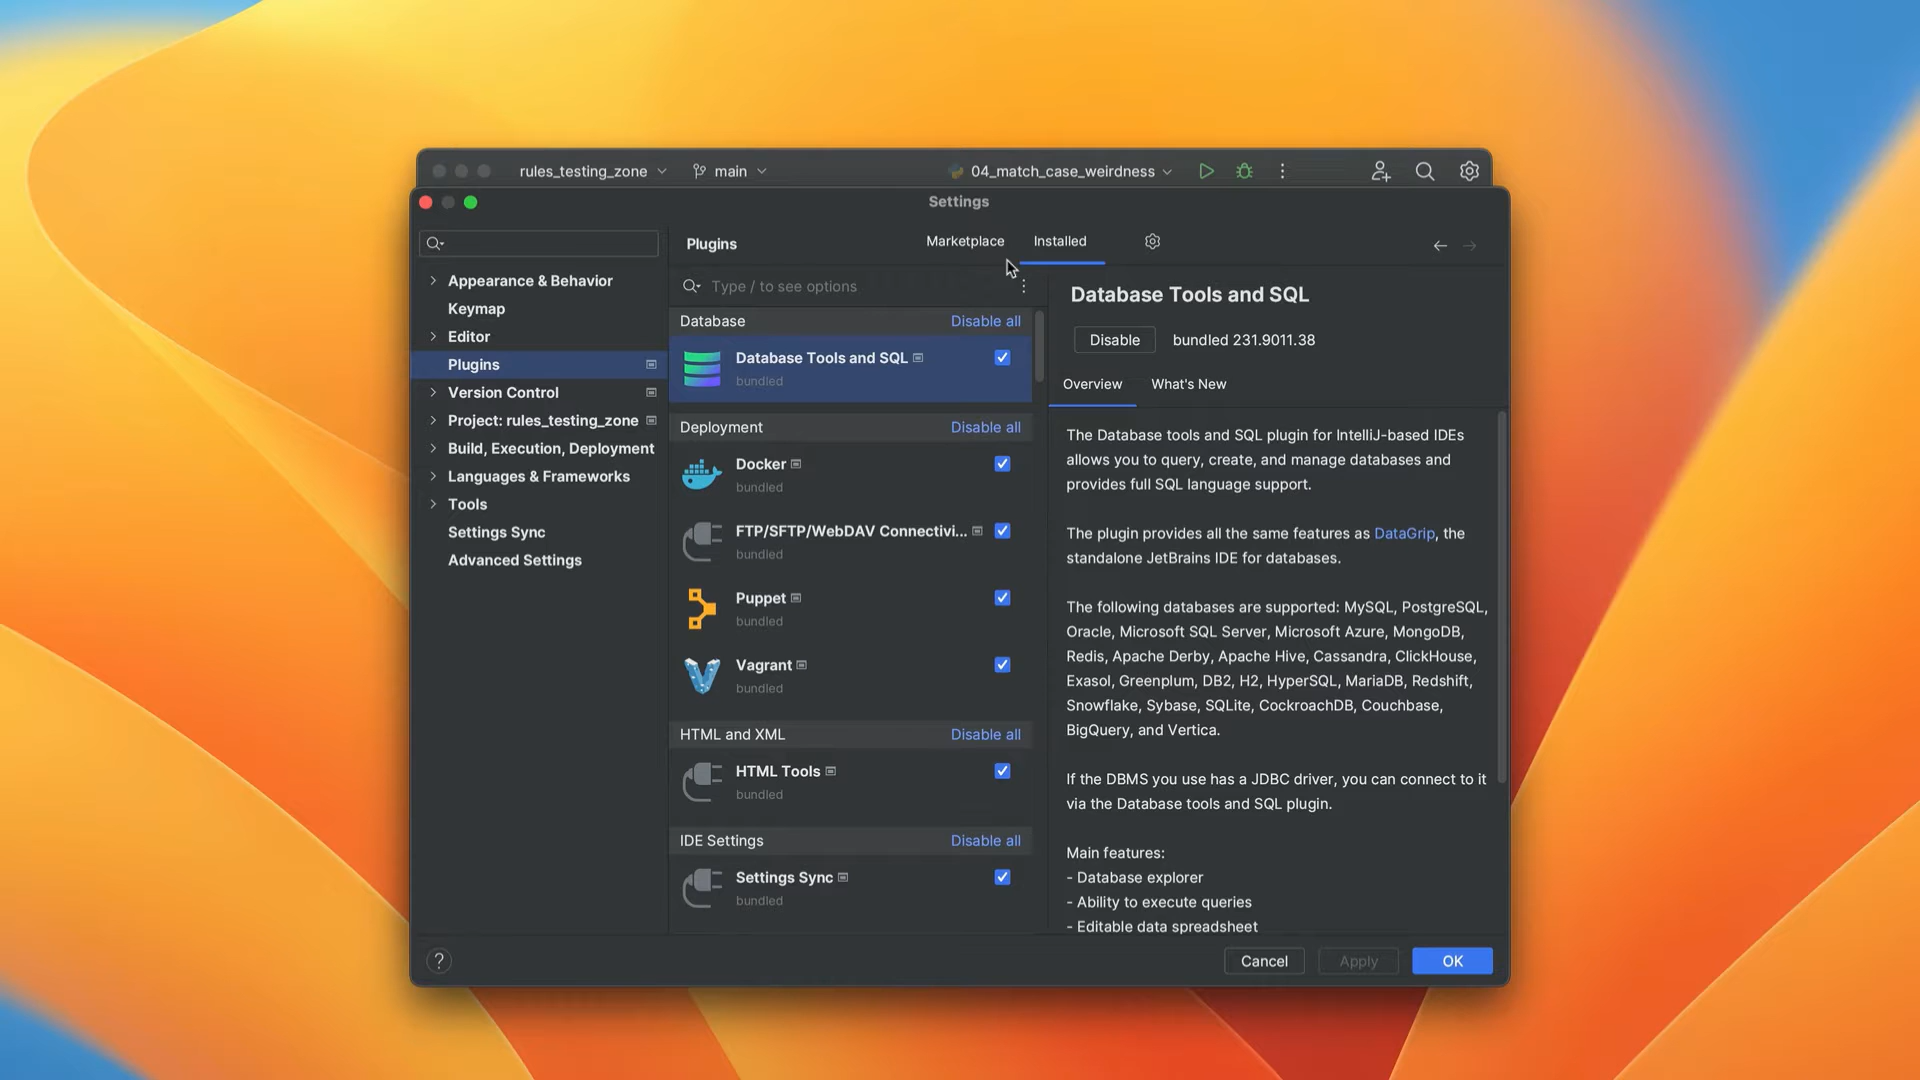 rules_testing_zone
main
04_match_case_weirdness
Settings
Appearance & Behavior
Keymap
Editor
Plugins
Version Control
Project: rules_testing_zone
Build, Execution, Deployment
Languages & Frameworks
Tools
Settings Sync
Advanced Settings
Plugins
Marketplace
Installed
Type / to see options
Database
Disable all
Database Tools and SQL
bundled
Deployment
Disable all
Docker
bundled
FTP/SFTP/WebDAV Connectivi...
bundled
Puppet
bundled
Vagrant
bundled
HTML and XML
Disable all
HTML Tools
bundled
IDE Settings
Disable all
Settings Sync
bundled
Database Tools and SQL
Disable
bundled 231.9011.38
Overview
What's New
The Database tools and SQL plugin for IntelliJ-based IDEs
allows you to query, create, and manage databases and
provides full SQL language support.
The plugin provides all the same features as DataGrip, the
standalone JetBrains IDE for databases.
The following databases are supported: MySQL, PostgreSQL,
Oracle, Microsoft SQL Server, Microsoft Azure, MongoDB,
Redis, Apache Derby, Apache Hive, Cassandra, ClickHouse,
Exasol, Greenplum, DB2, H2, HyperSQL, MariaDB, Redshift,
Snowflake, Sybase, SQLite, CockroachDB, Couchbase,
BigQuery, and Vertica.
If the DBMS you use has a JDBC driver, you can connect to it
via the Database tools and SQL plugin.
Main features:
- Database explorer
- Ability to execute queries
- Editable data spreadsheet
?
Cancel
Apply
OK